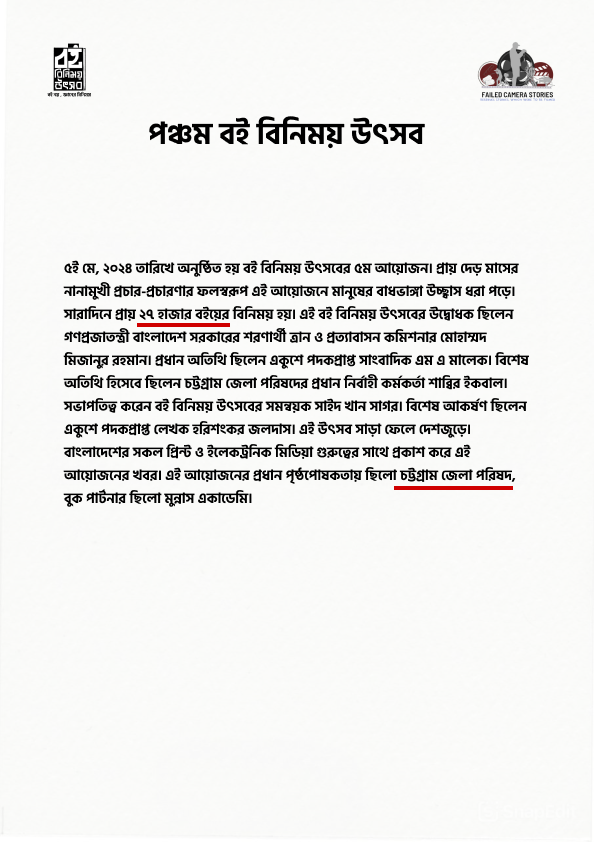 বই
বিনিময়
উৎসব
বই নয়, জ্ঞানের বিনিময়
FAILED CAMERA STORIES
পঞ্চম বই বিনিময় উৎসব
৫ই মে, ২০২৪ তারিখে অনুষ্ঠিত হয় বই বিনিময় উৎসবের ৫ম আয়োজন। প্রায় দেড় মাসের
নানামুখী প্রচার-প্রচারণার ফলস্বরূপ এই আয়োজনে মানুষের বাধভাঙ্গা উচ্ছ্বাস ধরা পড়ে।
সারাদিনে প্রায় ২৭ হাজার বইয়ের বিনিময় হয়। এই বই বিনিময় উৎসবের উদ্বোধক ছিলেন
গণপ্রজাতন্ত্রী বাংলাদেশ সরকারের শরণার্থী ত্রান ও প্রত্যাবাসন কমিশনার মোহাম্মদ
মিজানুর রহমান। প্রধান অতিথি ছিলেন একুশে পদকপ্রাপ্ত সাংবাদিক এম এ মালেক। বিশেষ
অতিথি হিসেবে ছিলেন চট্টগ্রাম জেলা পরিষদের প্রধান নির্বাহী কর্মকর্তা শাব্বির ইকবাল।
সভাপতিত্ব করেন বই বিনিময় উৎসবের সমন্বয়ক সাইদ খান সাগর। বিশেষ আকর্ষণ ছিলেন
একুশে পদকপ্রাপ্ত লেখক হরিশংকর জলদাস। এই উৎসব সাড়া ফেলে দেশজুড়ে।
বাংলাদেশের সকল প্রিন্ট ও ইলেকট্রনিক মিডিয়া গুরুত্বের সাথে প্রকাশ করে এই
আয়োজনের খবর। এই আয়োজনের প্রধান পৃষ্ঠপোষকতায় ছিলো চট্টগ্রাম জেলা পরিষদ,
বুক পার্টনার ছিলো মুন্নাস একাডেমি।